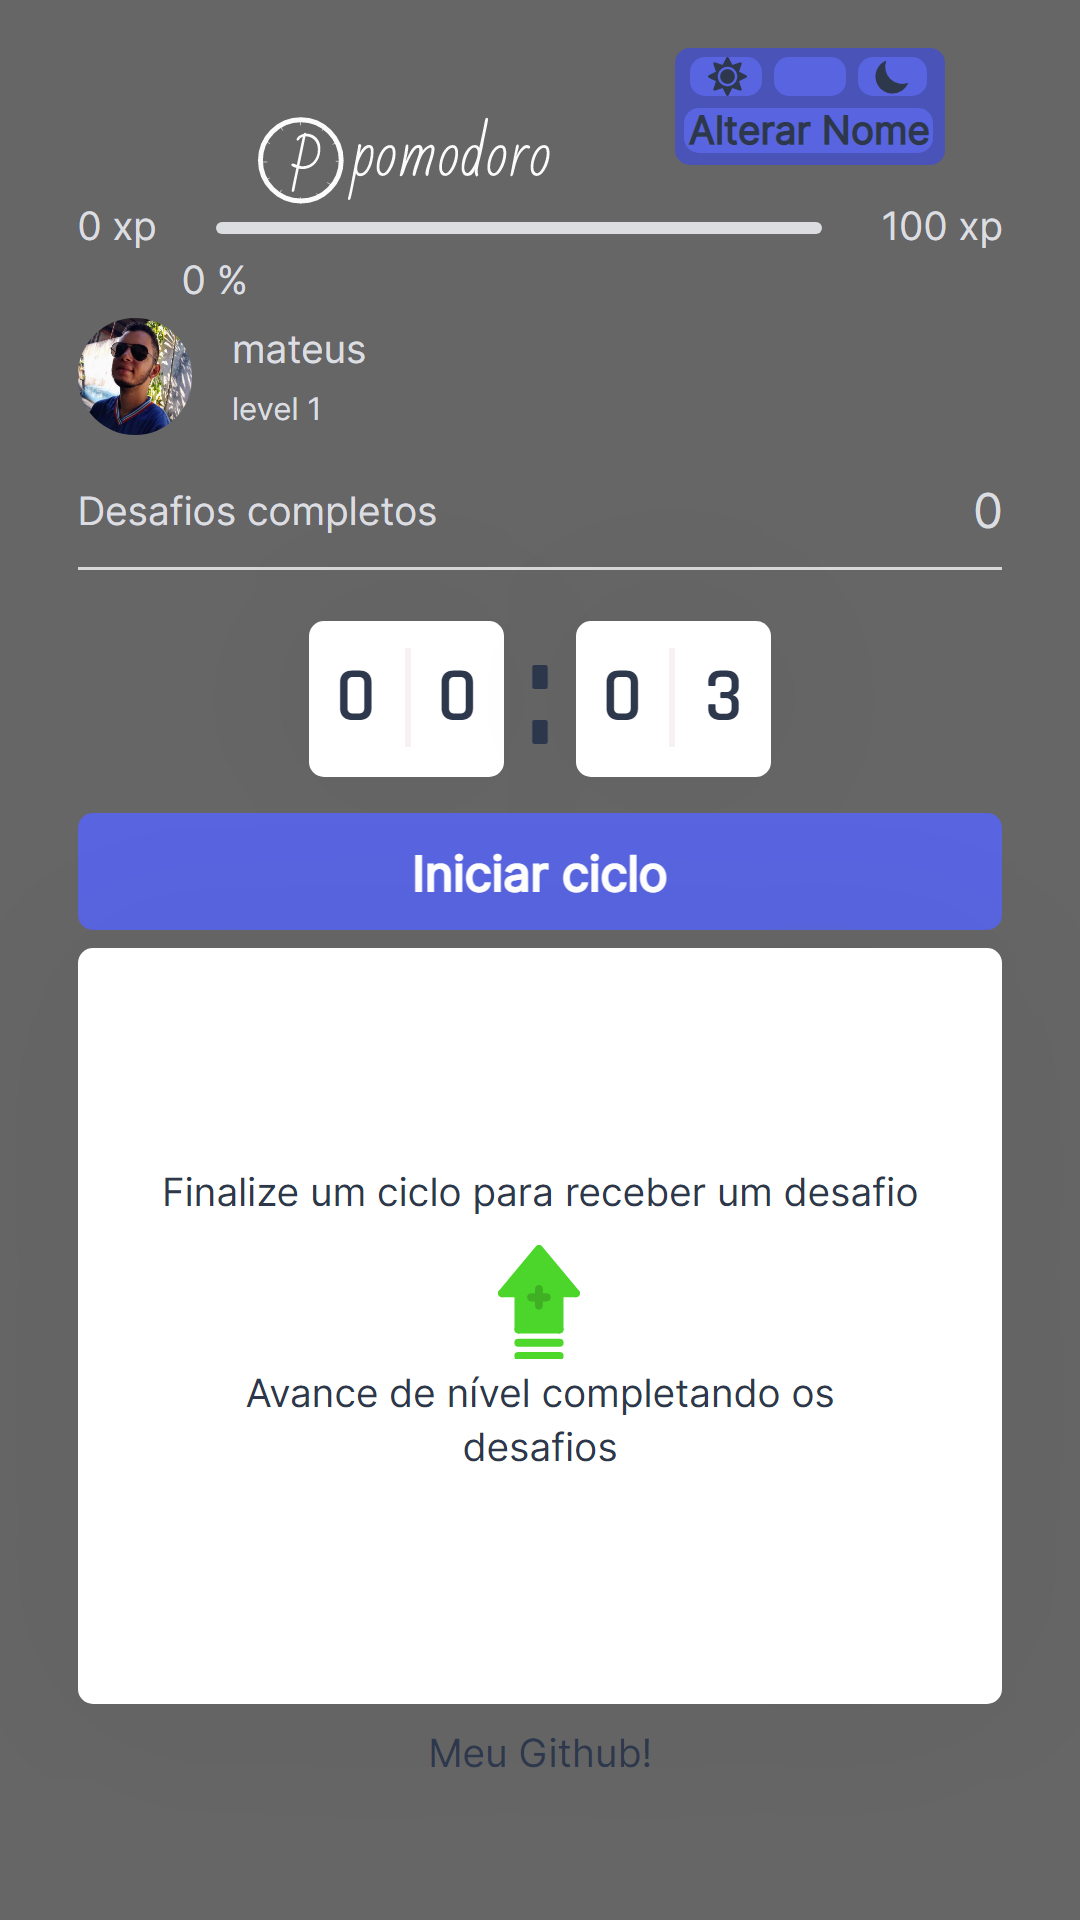 Alterar Nome
P pomodoro
0 xp 100 xp
0 %
mateus
level 1
Desafios completos 0
0 0 : 0 3
Iniciar ciclo
Finalize um ciclo para receber um desafio
Avance de nível completando os
desafios
Meu Github!